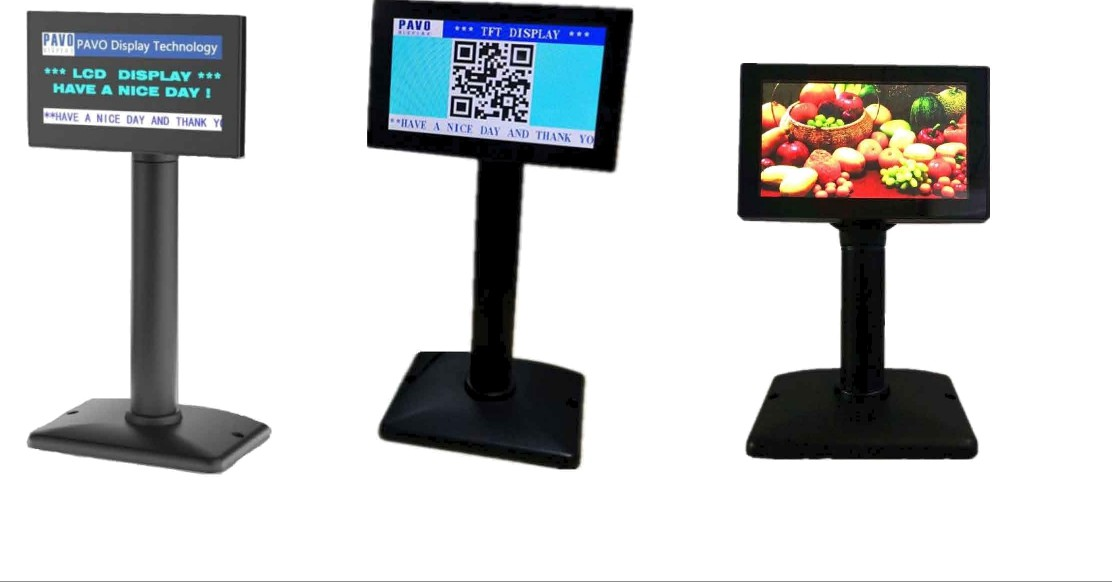 PAVO
DISPLAY
PAVO Display Technology
*** LCD DISPLAY ***
HAVE A NICE DAY !
**HAVE A NICE DAY AND THANK YO
PAVO
DISPLAY
*** TFT DISPLAY ***
**HAVE A NICE DAY AND THANK YO